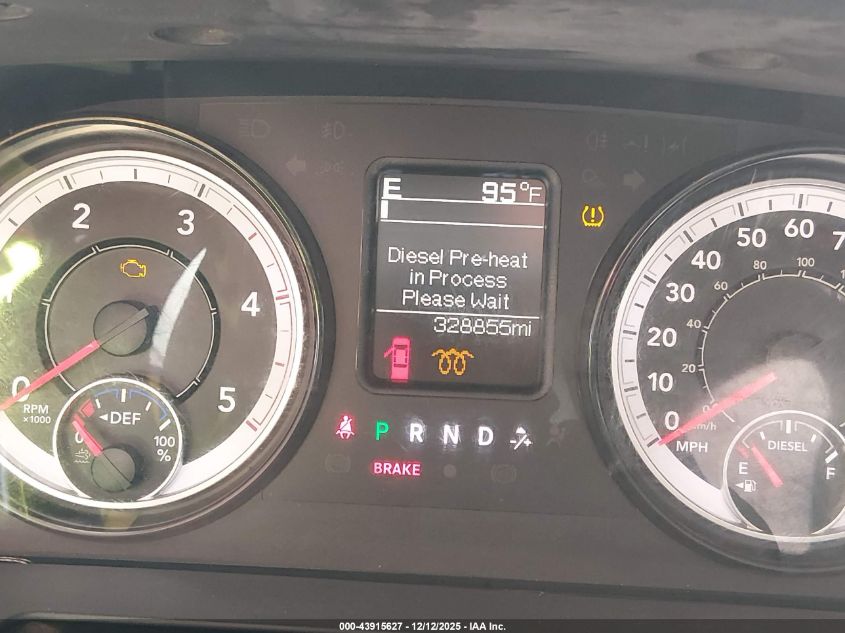 E 95°F
Diesel Pre-heat
in Process
Please Wait
328855mi
0 2 3 4 5
RPM
x1000
DEF
0 100
%
P R N D
BRAKE
0 10 20 30 40 50 60
20 40 60 80 100
MPH
DIESEL
E F
000-43915627 - 12/12/2025 - IAA Inc.